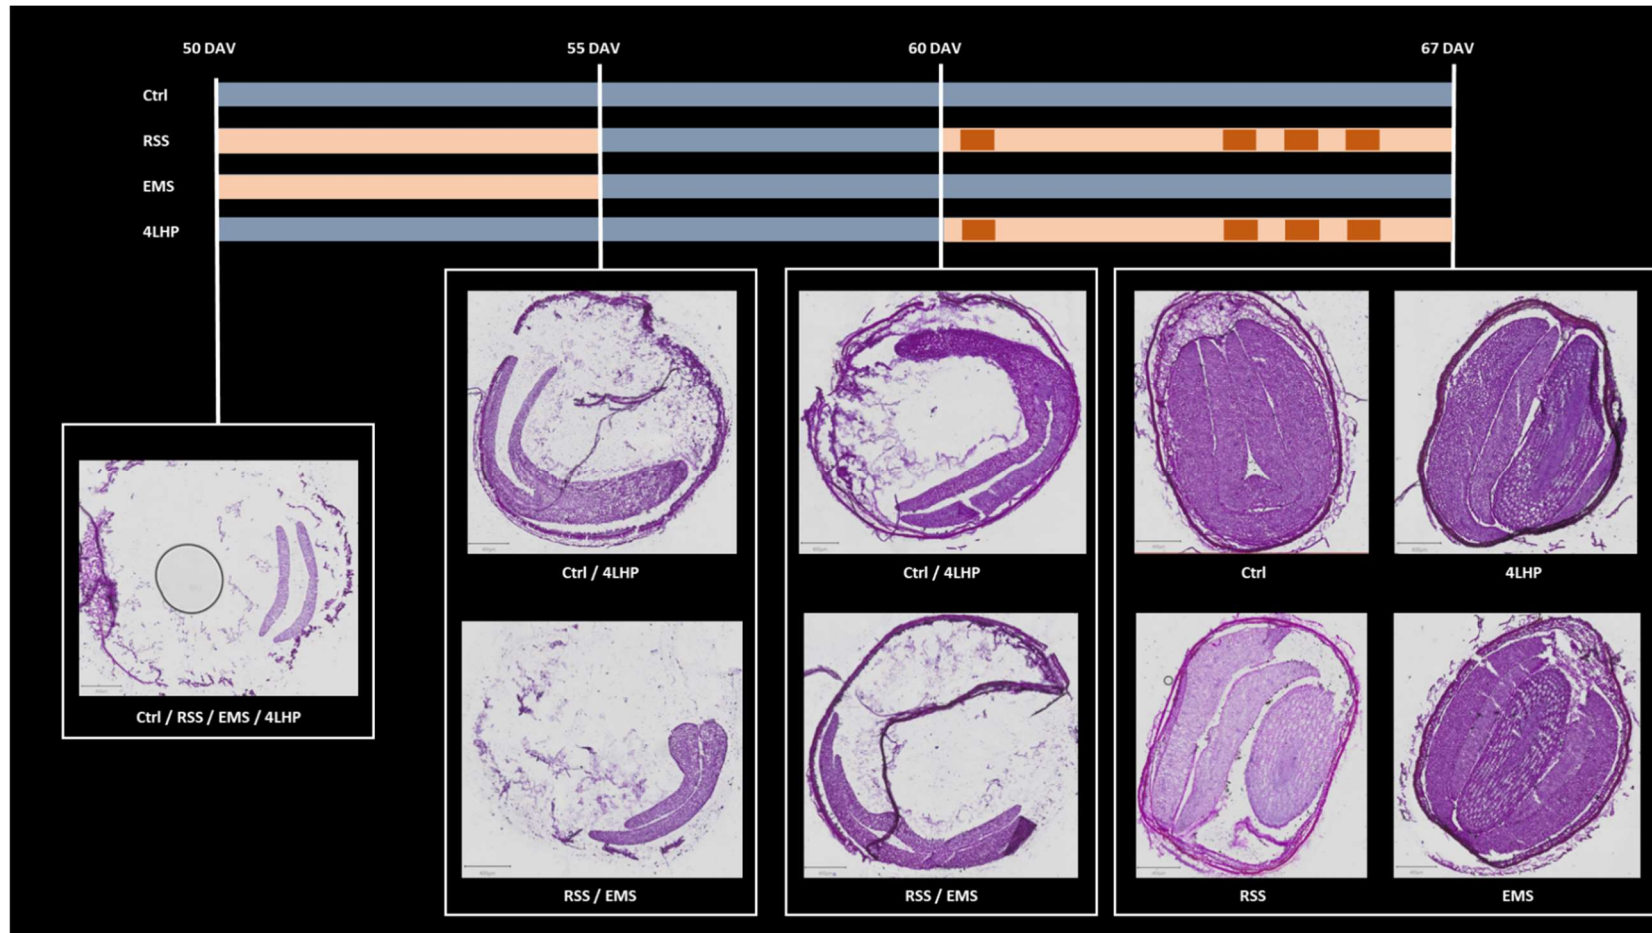 50 DAV
55 DAV
60 DAV
67 DAV
Ctrl
RSS
EMS
4LHP
Ctrl / RSS / EMS / 4LHP
Ctrl / 4LHP
RSS / EMS
Ctrl / 4LHP
RSS / EMS
Ctrl
4LHP
RSS
EMS